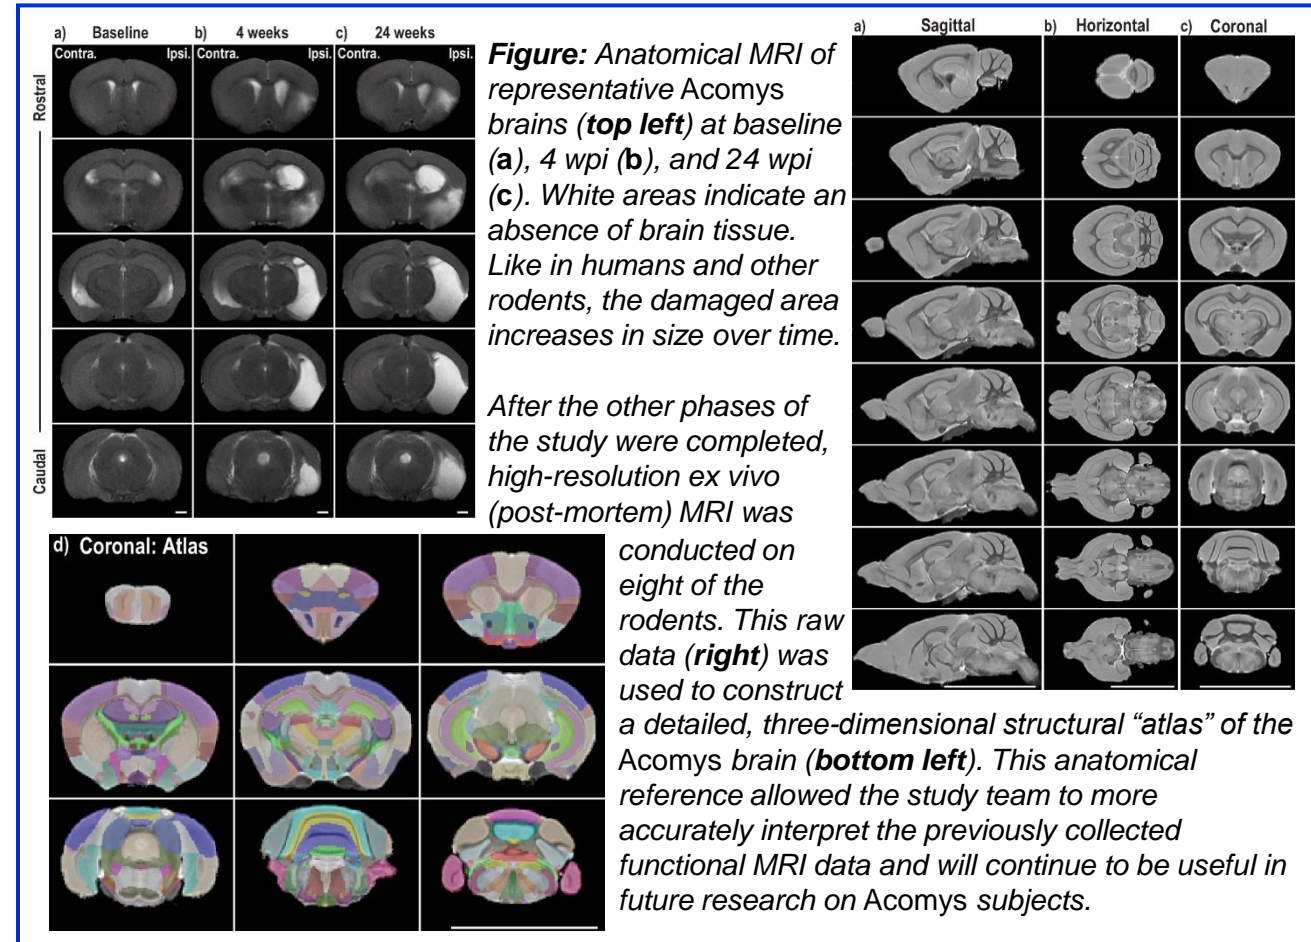 a) Baseline b) 4 weeks c) 24 weeks
Contra. Ipsi. Contra. Ipsi. Contra. Ipsi.
Rostral
Caudal
Figure: Anatomical MRI of
representative Acomys
brains (top left) at baseline
(a), 4 wpi (b), and 24 wpi
(c). White areas indicate an
absence of brain tissue.
Like in humans and other
rodents, the damaged area
increases in size over time.
After the other phases of
the study were completed,
high-resolution ex vivo
(post-mortem) MRI was
conducted on
eight of the
rodents. This raw
data (right) was
used to construct
a detailed, three-dimensional structural “atlas” of the
Acomys brain (bottom left). This anatomical
reference allowed the study team to more
accurately interpret the previously collected
functional MRI data and will continue to be useful in
future research on Acomys subjects.
a) Sagittal b) Horizontal c) Coronal
d) Coronal: Atlas